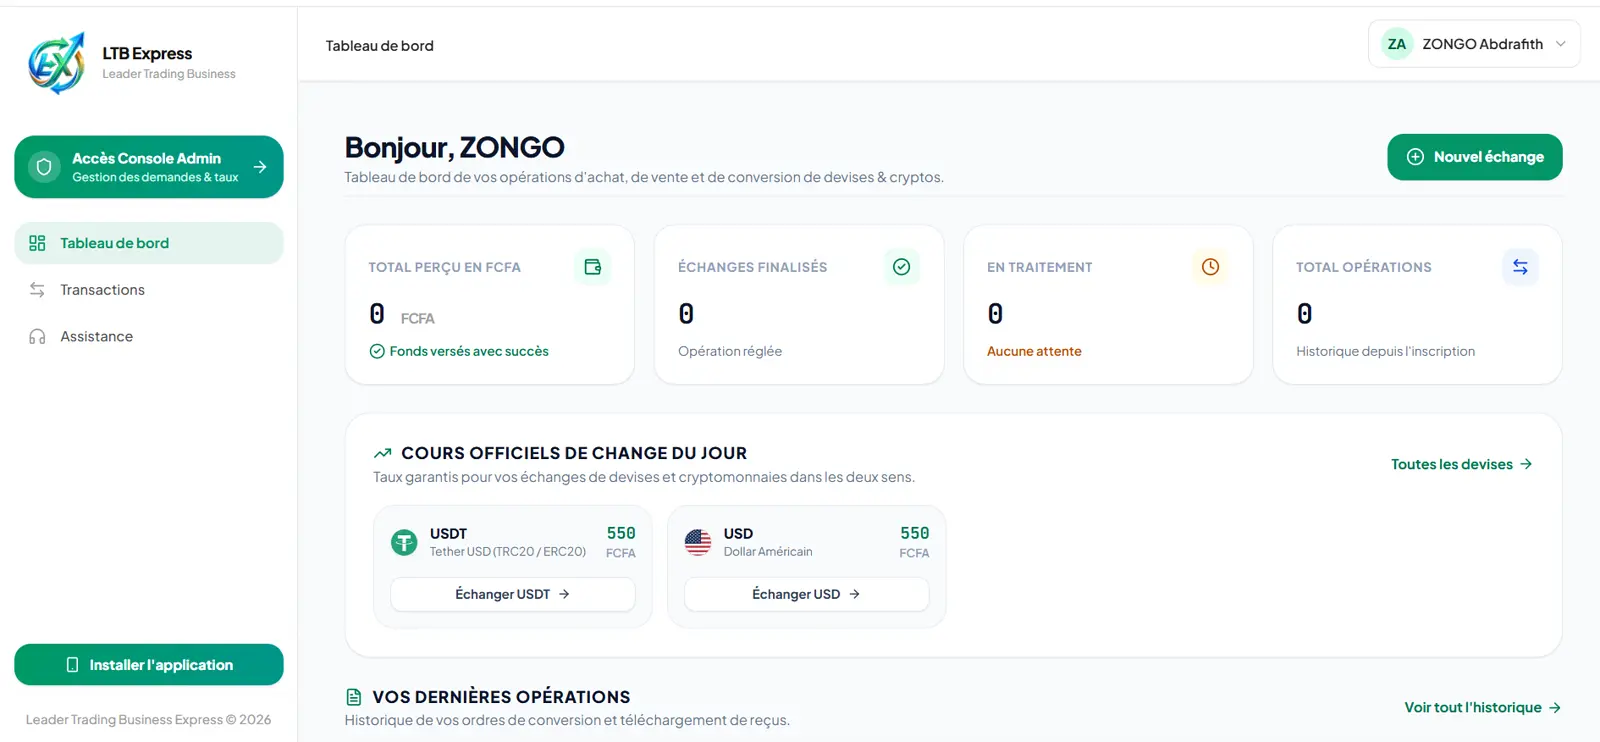 LTB Express
Leader Trading Business
Accès Console Admin
Gestion des demandes & taux
Tableau de bord
Transactions
Assistance
Installer l'application
Leader Trading Business Express © 2026
Tableau de bord
ZA
ZONGO Abdrafith
Bonjour, ZONGO
Tableau de bord de vos opérations d'achat, de vente et de conversion de devises & cryptos.
Nouvel échange
TOTAL PERÇU EN FCFA
0 FCFA
Fonds versés avec succès
ÉCHANGES FINALISÉS
0
Opération réglée
EN TRAITEMENT
0
Aucune attente
TOTAL OPÉRATIONS
0
Historique depuis l'inscription
COURS OFFICIELS DE CHANGE DU JOUR
Taux garantis pour vos échanges de devises et cryptomonnaies dans les deux sens.
Toutes les devises
USDT
Tether USD (TRC20 / ERC20)
550
FCFA
Échanger USDT
USD
Dollar Américain
550
FCFA
Échanger USD
VOS DERNIÈRES OPÉRATIONS
Historique de vos ordres de conversion et téléchargement de reçus.
Voir tout l'historique